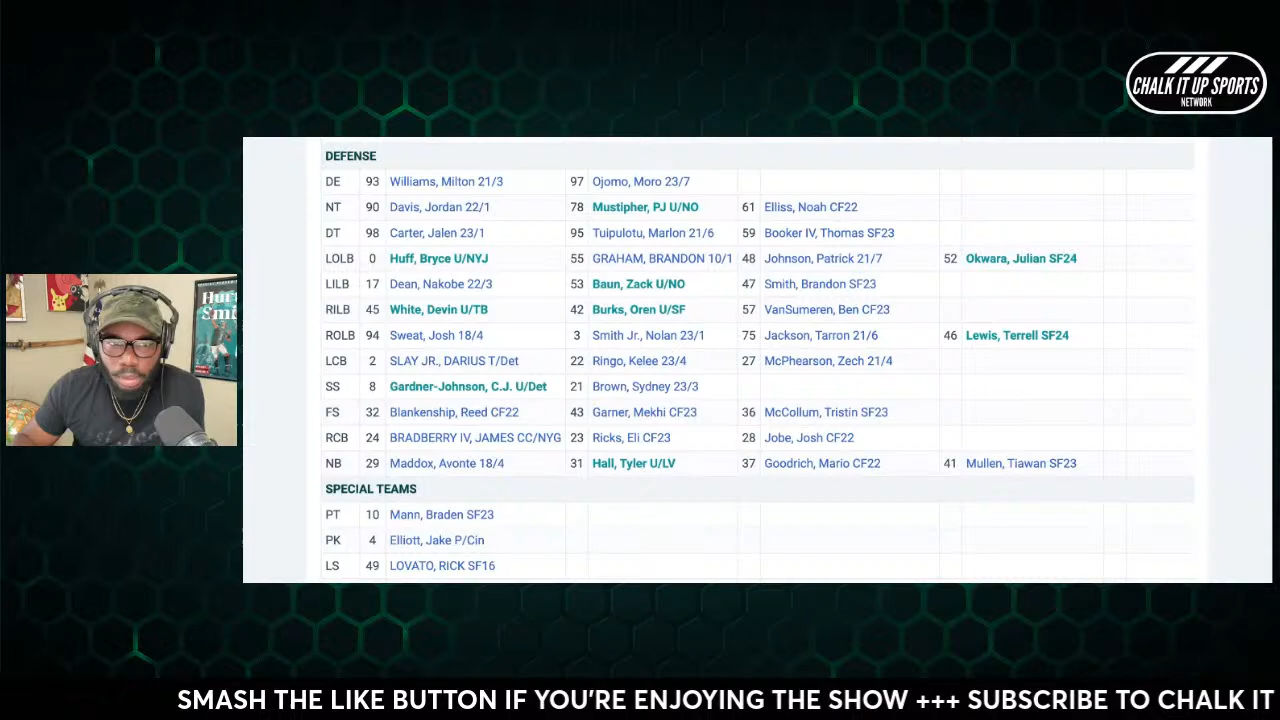 CHALK IT UP SPORTS
NETWORK
DEFENSE
DE 93 Williams, Milton 21/3 97 Ojomo, Moro 23/7
NT 90 Davis, Jordan 22/1 78 Mustipher, PJ U/NO 61 Elliss, Noah CF22
DT 98 Carter, Jalen 23/1 95 Tuipulotu, Marlon 21/6 59 Booker IV, Thomas SF23
LOLB 0 Huff, Bryce U/NYJ 55 GRAHAM, BRANDON 10/1 48 Johnson, Patrick 21/7 52 Okwara, Julian SF24
LILB 17 Dean, Nakobe 22/3 53 Baun, Zack U/NO 47 Smith, Brandon SF23
RILB 45 White, Devin U/TB 42 Burks, Oren U/SF 57 VanSumeren, Ben CF23
ROLB 94 Sweat, Josh 18/4 3 Smith Jr., Nolan 23/1 75 Jackson, Tarron 21/6 46 Lewis, Terrell SF24
LCB 2 SLAY JR., DARIUS T/Det 22 Ringo, Kelee 23/4 27 McPhearson, Zech 21/4
SS 8 Gardner-Johnson, C.J. U/Det 21 Brown, Sydney 23/3
FS 32 Blankenship, Reed CF22 43 Garner, Mekhi CF23 36 McCollum, Tristin SF23
RCB 24 BRADBERRY IV, JAMES CC/NYG 23 Ricks, Eli CF23 28 Jobe, Josh CF22
NB 29 Maddox, Avonte 18/4 31 Hall, Tyler U/LV 37 Goodrich, Mario CF22 41 Mullen, Tiawan SF23
SPECIAL TEAMS
PT 10 Mann, Braden SF23
PK 4 Elliott, Jake P/Cin
LS 49 LOVATO, RICK SF16
SMASH THE LIKE BUTTON IF YOU'RE ENJOYING THE SHOW +++ SUBSCRIBE TO CHALK IT